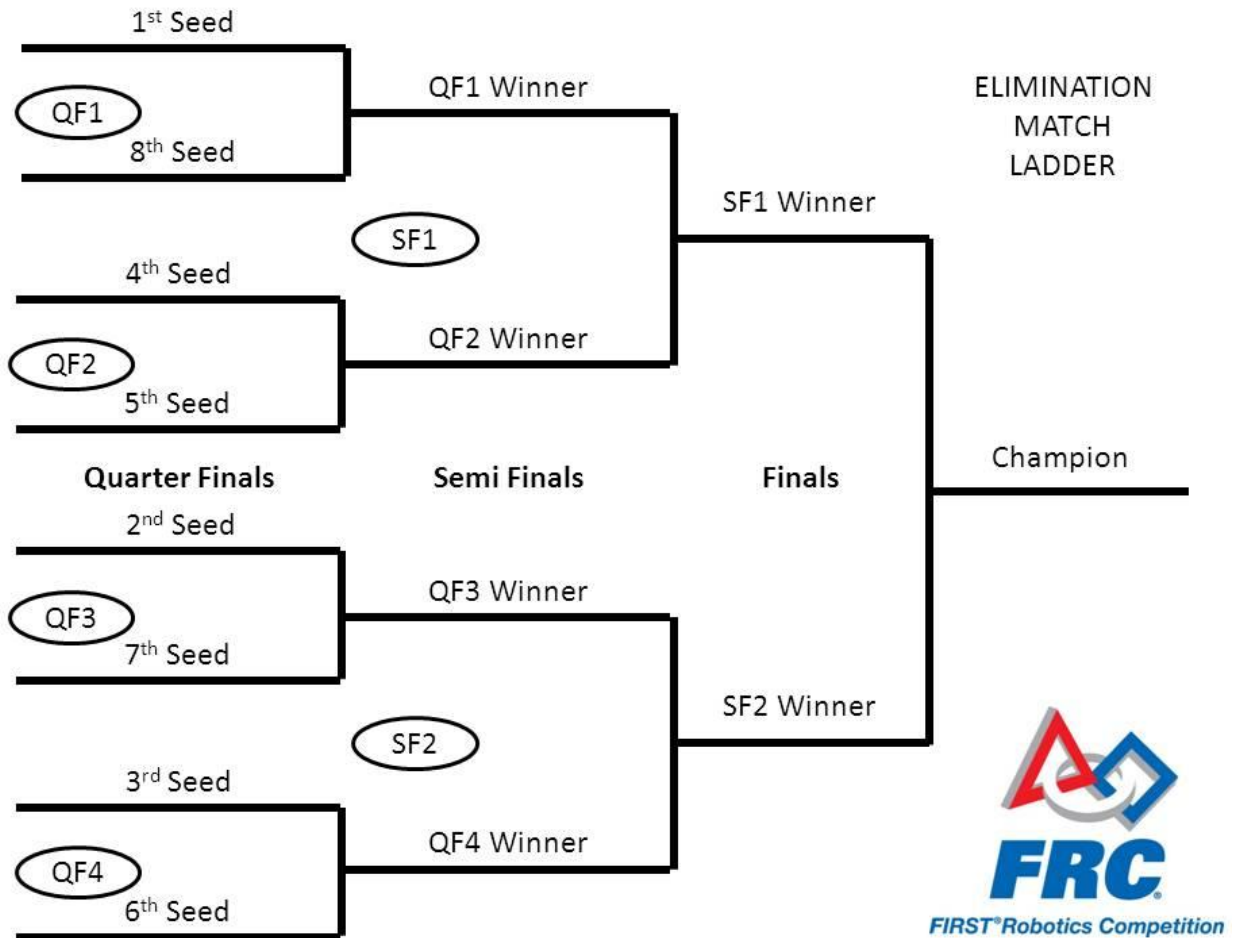 1st Seed
QF1
8th Seed
QF1 Winner
ELIMINATION
MATCH
LADDER
SF1
SF1 Winner
4th Seed
QF2
5th Seed
QF2 Winner
Quarter Finals
Semi Finals
Finals
Champion
2nd Seed
QF3
7th Seed
QF3 Winner
SF2
SF2 Winner
3rd Seed
QF4
6th Seed
QF4 Winner
FRC
FIRST® Robotics Competition